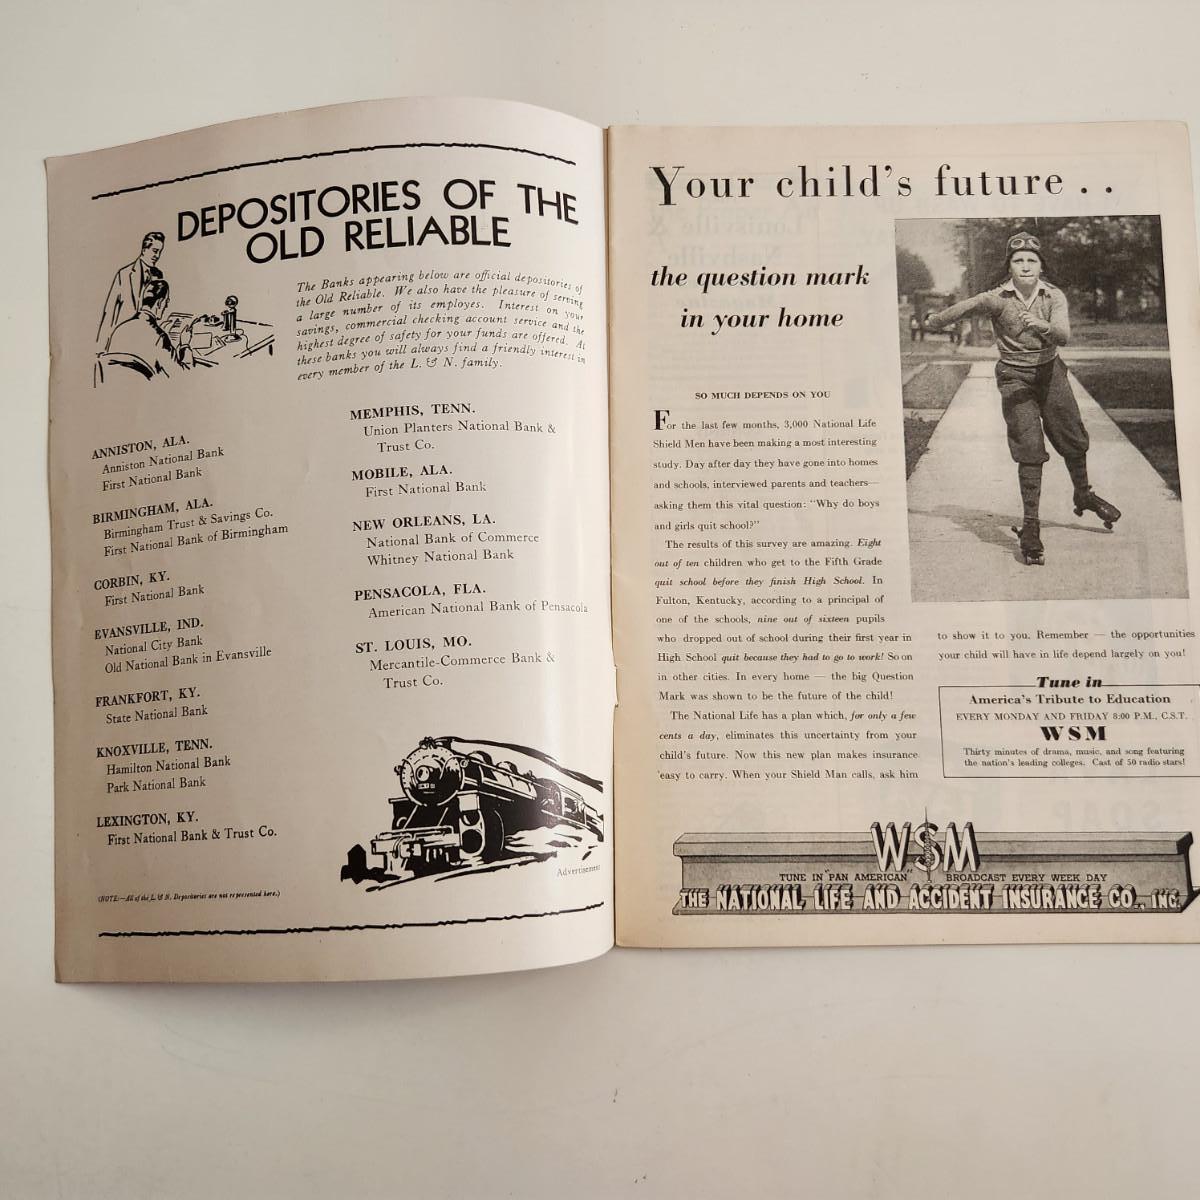 DEPOSITORIES OF THE
OLD RELIABLE
The Banks appearing below are official depositories of
the Old Reliable. We also have the pleasure of serving
a large number of its employes. Interest on your
savings, commercial checking account service and the
highest degree of safety for your funds are offered. At
these banks you will always find a friendly interest in
every member of the L. & N. family.
ANNISTON, ALA.
Anniston National Bank
First National Bank
BIRMINGHAM, ALA.
Birmingham Trust & Savings Co.
First National Bank of Birmingham
CORBIN, KY.
First National Bank
EVANSVILLE, IND.
National City Bank
Old National Bank in Evansville
FRANKFORT, KY.
State National Bank
KNOXVILLE, TENN.
Hamilton National Bank
Park National Bank
LEXINGTON, KY.
First National Bank & Trust Co.
MEMPHIS, TENN.
Union Planters National Bank &
Trust Co.
MOBILE, ALA.
First National Bank
NEW ORLEANS, LA.
National Bank of Commerce
Whitney National Bank
PENSACOLA, FLA.
American National Bank of Pensacola
ST. LOUIS, MO.
Mercantile-Commerce Bank &
Trust Co.
Advertisement
(NOTE:—All of the L. & N. Depositories are not represented here.)
Your child's future . .
the question mark
in your home
SO MUCH DEPENDS ON YOU
For the last few months, 3,000 National Life
Shield Men have been making a most interesting
study. Day after day they have gone into homes
and schools, interviewed parents and teachers—
asking them this vital question: "Why do boys
and girls quit school?"
The results of this survey are amazing. Eight
out of ten children who get to the Fifth Grade
quit school before they finish High School. In
Fulton, Kentucky, according to a principal of
one of the schools, nine out of sixteen pupils
who dropped out of school during their first year in
High School quit because they had to go to work! So on
in other cities. In every home — the big Question
Mark was shown to be the future of the child!
The National Life has a plan which, for only a few
cents a day, eliminates this uncertainty from your
child's future. Now this new plan makes insurance
easy to carry. When your Shield Man calls, ask him
to show it to you. Remember — the opportunities
your child will have in life depend largely on you!
Tune in
America's Tribute to Education
EVERY MONDAY AND FRIDAY 8:00 P.M., C.S.T.
WSM
Thirty minutes of drama, music, and song featuring
the nation's leading colleges. Cast of 50 radio stars!
WSM
TUNE IN "PAN AMERICAN" BROADCAST EVERY WEEK DAY
THE NATIONAL LIFE AND ACCIDENT INSURANCE CO., INC.